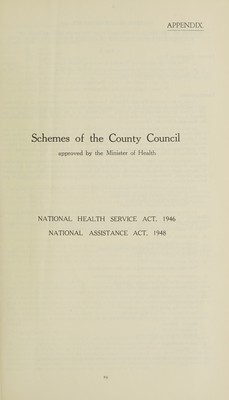 APPENDIX.
Schemes of the County Council
approved by the Minister of Health
NATIONAL HEALTH SERVICE ACT, 1946
NATIONAL ASSISTANCE ACT, 1948